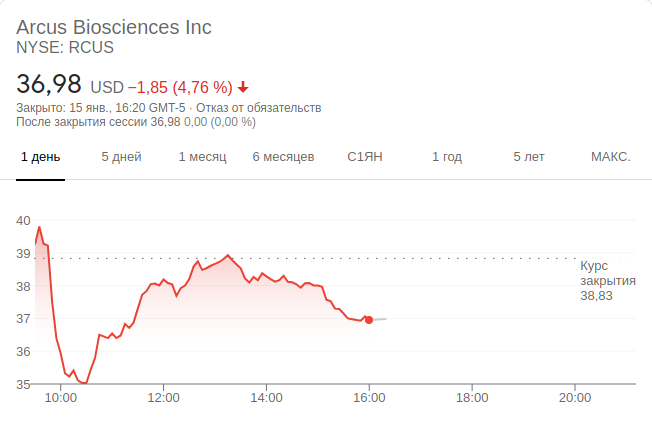 Arcus Biosciences Inc
NYSE: RCUS
36,98 USD −1,85 (4,76 %)
Закрыто: 15 янв., 16:20 GMT-5 · Отказ от обязательств
После закрытия сессии 36,98 0,00 (0,00 %)
1 день 5 дней 1 месяц 6 месяцев С1ЯН 1 год 5 лет МАКС.
40
39
38
37
36
35
Курс
закрытия
38,83
10:00 12:00 14:00 16:00 18:00 20:00